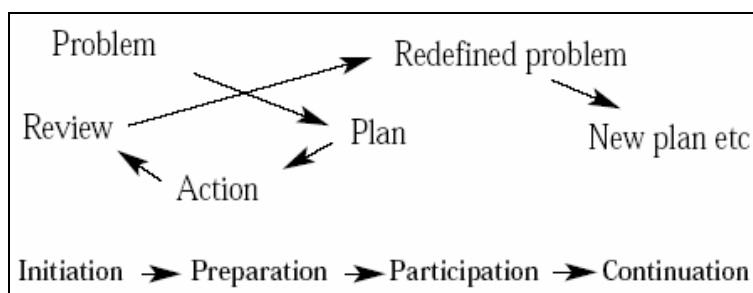 Problem
Redefined problem
Review
Plan
New plan etc
Action
Initiation Preparation Participation Continuation